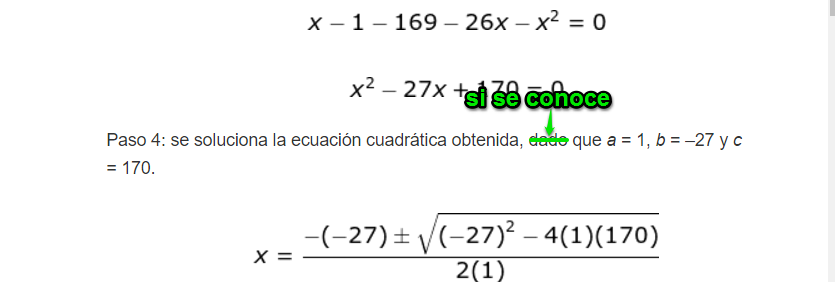 x – 1 – 169 – 26x – x² = 0
x² – 27x + 170 = 0
si se conoce
Paso 4: se soluciona la ecuación cuadrática obtenida, dado que a = 1, b = –27 y c
= 170.
x = −(−27) ± √(−27)² − 4(1)(170)
2(1)